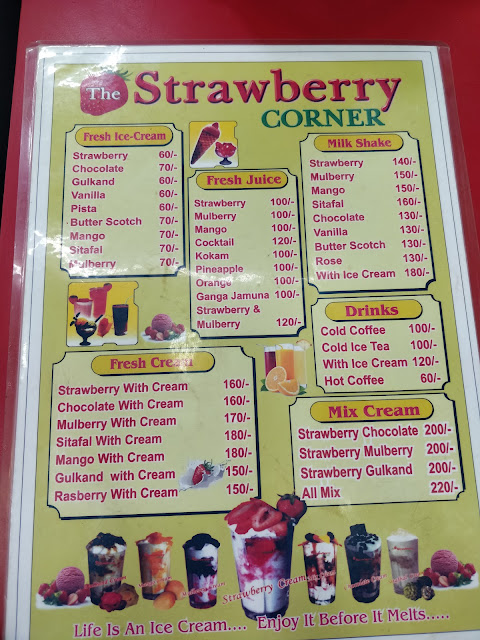 The Strawberry
CORNER
Fresh Ice-Cream
Strawberry 60/-
Chocolate 70/-
Gulkand 60/-
Vanilla 60/-
Pista 60/-
Butter Scotch 70/-
Mango 70/-
Sitafal 70/-
Mulberry 70/-
Fresh Juice
Strawberry 100/-
Mulberry 100/-
Mango 100/-
Cocktail 120/-
Kokam 100/-
Pineapple 100/-
Orange 100/-
Ganga Jamuna 100/-
Strawberry &
Mulberry 120/-
Milk Shake
Strawberry 140/-
Mulberry 150/-
Mango 150/-
Sitafal 160/-
Chocolate 130/-
Vanilla 130/-
Butter Scotch 130/-
Rose 130/-
With Ice Cream 180/-
Drinks
Cold Coffee 100/-
Cold Ice Tea 100/-
With Ice Cream 120/-
Hot Coffee 60/-
Fresh Cream
Strawberry With Cream 160/-
Chocolate With Cream 160/-
Mulberry With Cream 170/-
Sitafal With Cream 180/-
Mango With Cream 180/-
Gulkand with Cream 150/-
Rasberry With Cream 150/-
Mix Cream
Strawberry Chocolate 200/-
Strawberry Mulberry 200/-
Strawberry Gulkand 200/-
All Mix 220/-
Strawberry Cream
Life Is An Ice Cream.... Enjoy It Before It Melts.....